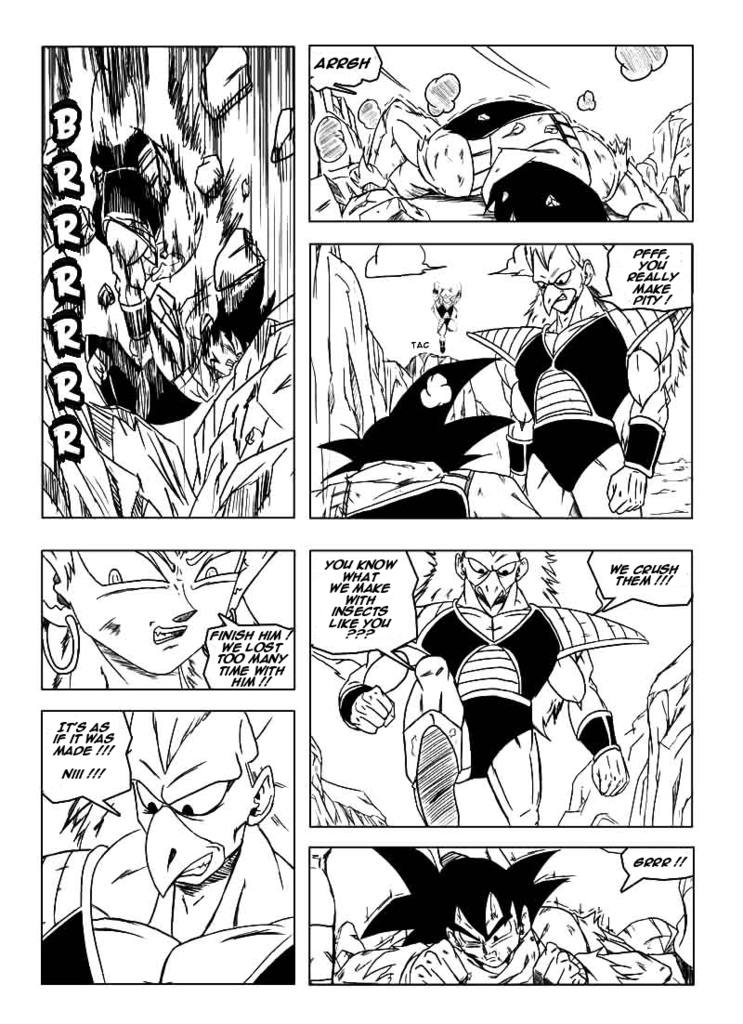 BRRRRRRR
ARRGH
PFFF,
YOU
REALLY
MAKE
PITY !
TAC
FINISH HIM !
WE LOST
TOO MANY
TIME WITH
HIM !!
YOU KNOW
WHAT
WE MAKE
WITH
INSECTS
LIKE YOU
???
WE CRUSH
THEM !!!
IT'S AS
IF IT WAS
MADE !!!
NIII !!!
GRRR !!